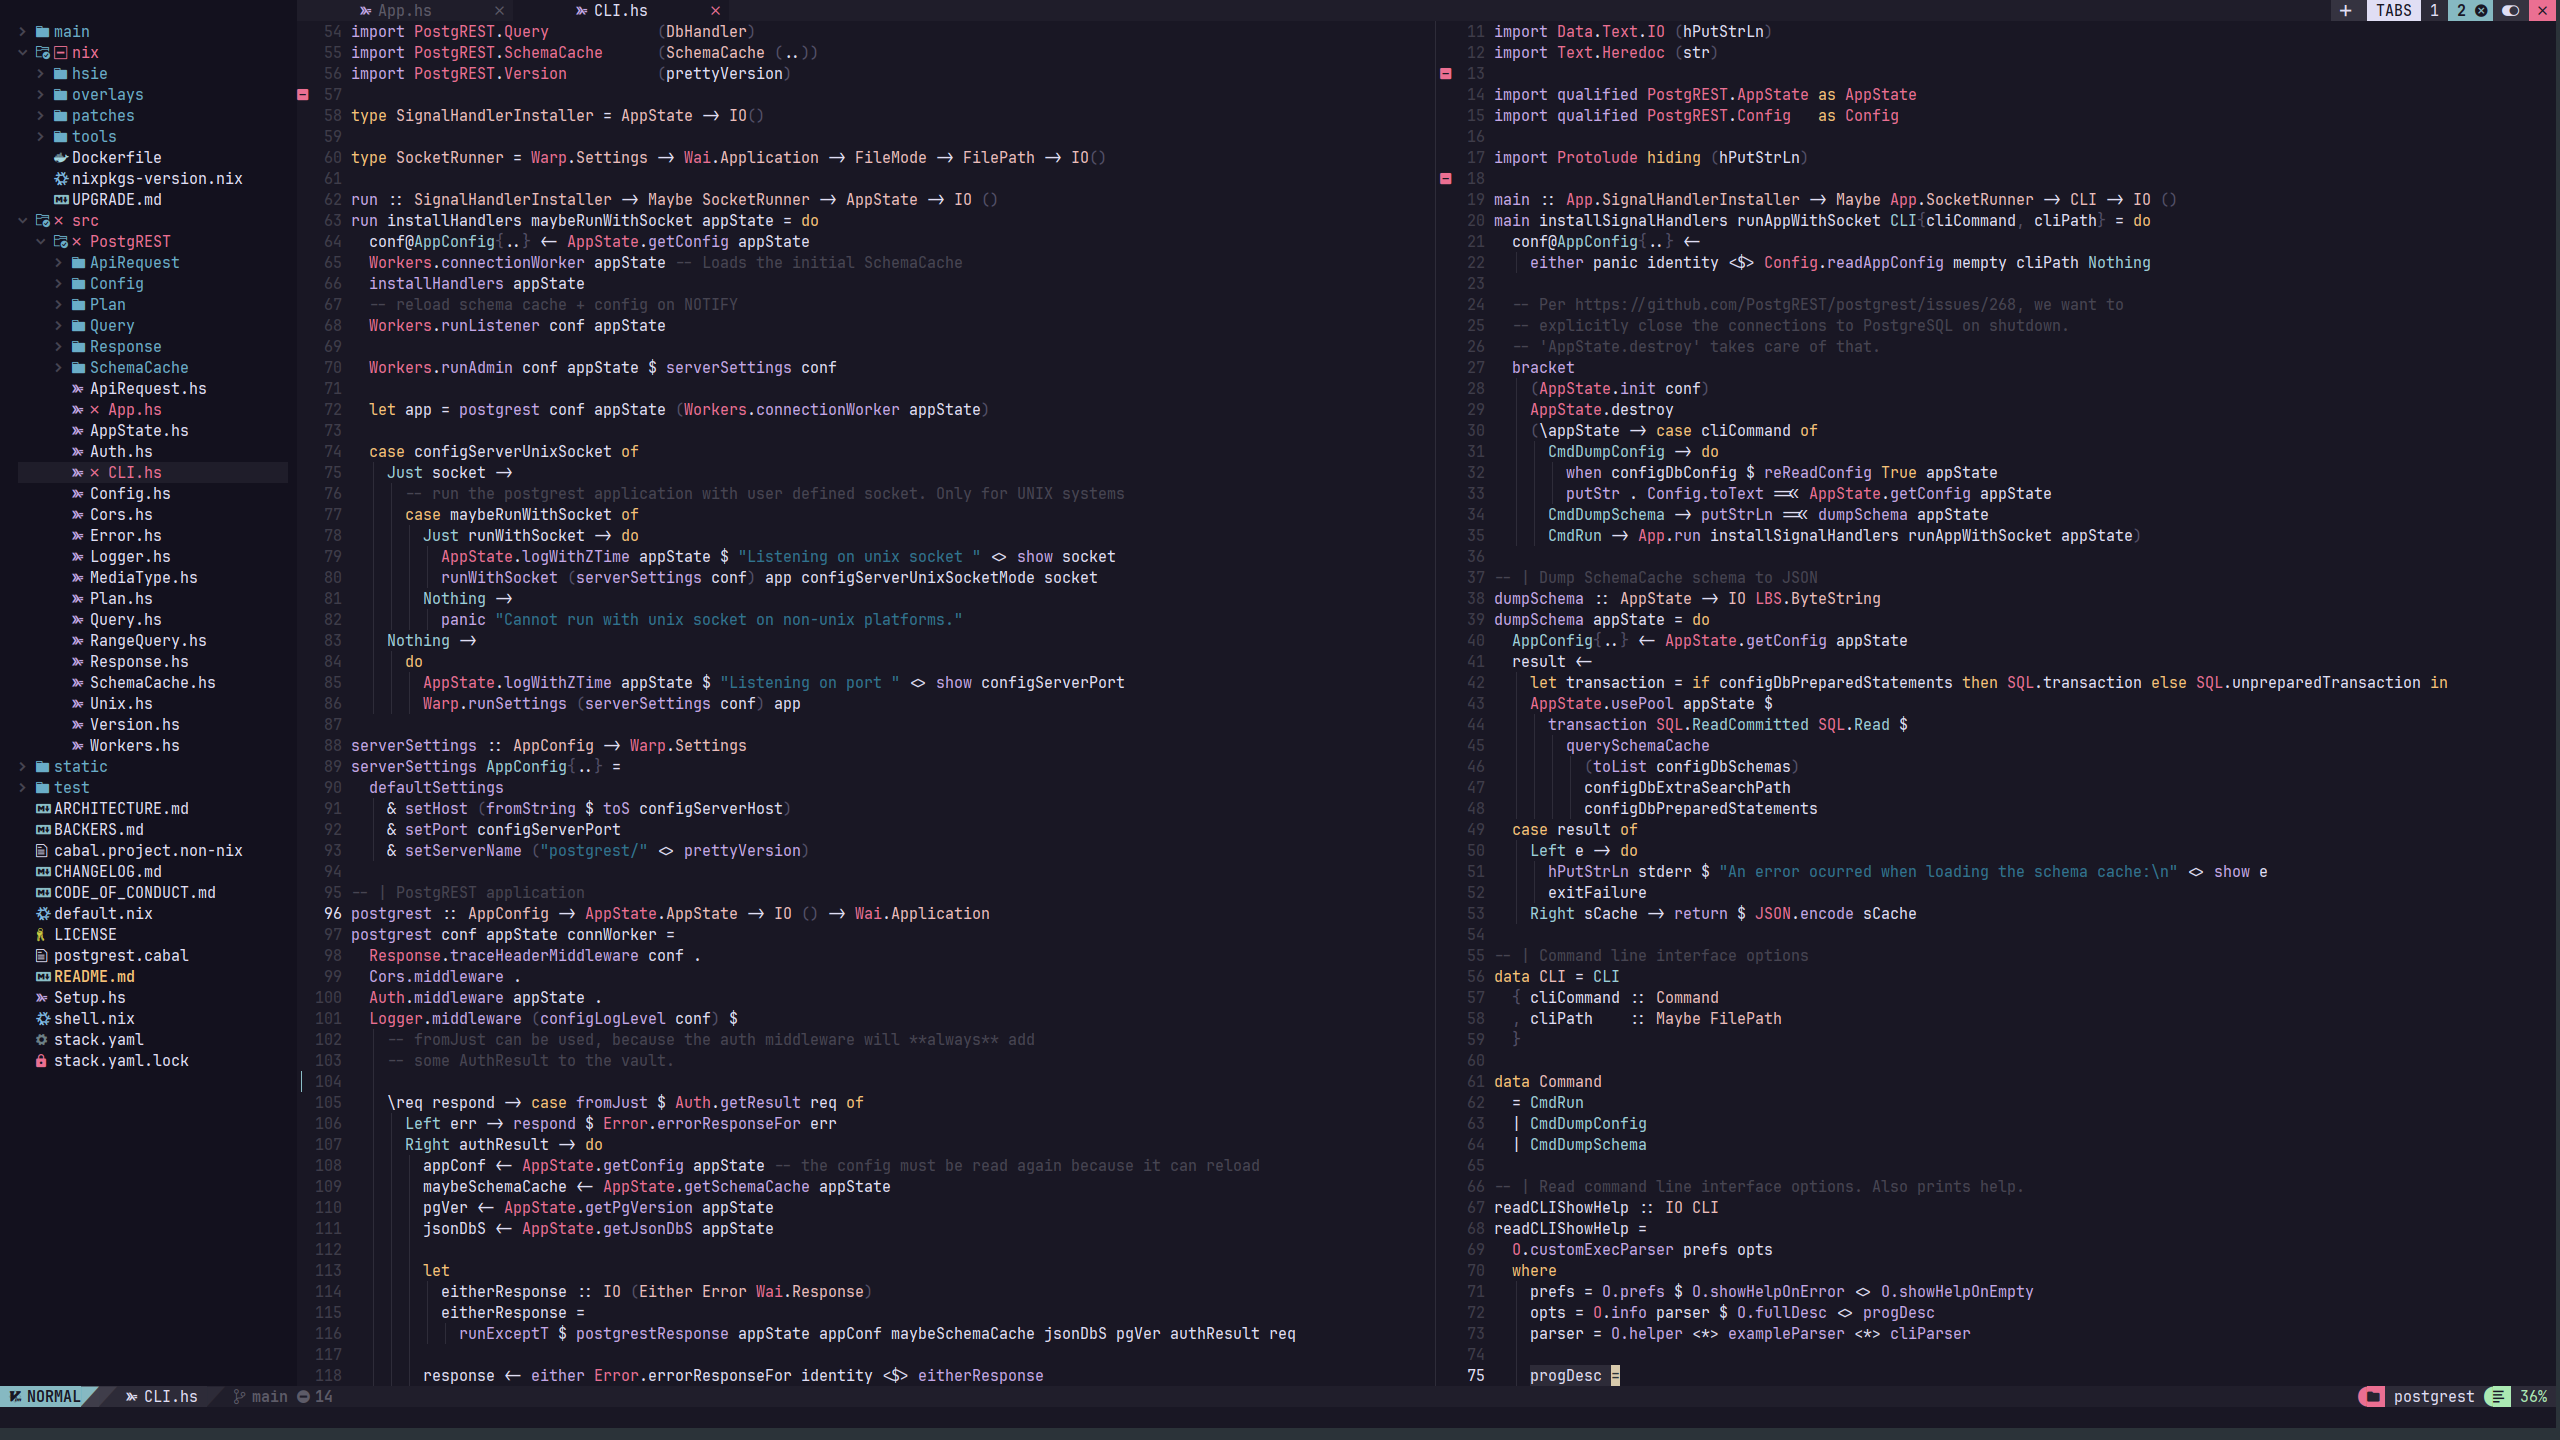 App.hs × CLI.hs × + TABS 1 2 ×
main
nix
hsie
overlays
patches
tools
Dockerfile
nixpkgs-version.nix
UPGRADE.md
× src
× PostgREST
ApiRequest
Config
Plan
Query
Response
SchemaCache
ApiRequest.hs
× App.hs
AppState.hs
Auth.hs
× CLI.hs
Config.hs
Cors.hs
Error.hs
Logger.hs
MediaType.hs
Plan.hs
Query.hs
RangeQuery.hs
Response.hs
SchemaCache.hs
Unix.hs
Version.hs
Workers.hs
static
test
ARCHITECTURE.md
BACKERS.md
cabal.project.non-nix
CHANGELOG.md
CODE_OF_CONDUCT.md
default.nix
LICENSE
postgrest.cabal
README.md
Setup.hs
shell.nix
stack.yaml
stack.yaml.lock
54 import PostgREST.Query            (DbHandler)
55 import PostgREST.SchemaCache      (SchemaCache (..))
56 import PostgREST.Version          (prettyVersion)
57
58 type SignalHandlerInstaller = AppState -> IO()
59
60 type SocketRunner = Warp.Settings -> Wai.Application -> FileMode -> FilePath -> IO()
61
62 run :: SignalHandlerInstaller -> Maybe SocketRunner -> AppState -> IO ()
63 run installHandlers maybeRunWithSocket appState = do
64   conf@AppConfig{..} <- AppState.getConfig appState
65   Workers.connectionWorker appState -- Loads the initial SchemaCache
66   installHandlers appState
67   -- reload schema cache + config on NOTIFY
68   Workers.runListener conf appState
69
70   Workers.runAdmin conf appState $ serverSettings conf
71
72   let app = postgrest conf appState (Workers.connectionWorker appState)
73
74   case configServerUnixSocket of
75     Just socket ->
76       -- run the postgrest application with user defined socket. Only for UNIX systems
77       case maybeRunWithSocket of
78         Just runWithSocket -> do
79           AppState.logWithZTime appState $ "Listening on unix socket " <> show socket
80           runWithSocket (serverSettings conf) app configServerUnixSocketMode socket
81         Nothing ->
82           panic "Cannot run with unix socket on non-unix platforms."
83     Nothing ->
84       do
85         AppState.logWithZTime appState $ "Listening on port " <> show configServerPort
86         Warp.runSettings (serverSettings conf) app
87
88 serverSettings :: AppConfig -> Warp.Settings
89 serverSettings AppConfig{..} =
90   defaultSettings
91     & setHost (fromString $ toS configServerHost)
92     & setPort configServerPort
93     & setServerName ("postgrest/" <> prettyVersion)
94
95 -- | PostgREST application
96 postgrest :: AppConfig -> AppState.AppState -> IO () -> Wai.Application
97 postgrest conf appState connWorker =
98   Response.traceHeaderMiddleware conf .
99   Cors.middleware .
100   Auth.middleware appState .
101   Logger.middleware (configLogLevel conf) $
102     -- fromJust can be used, because the auth middleware will **always** add
103     -- some AuthResult to the vault.
104
105     \req respond -> case fromJust $ Auth.getResult req of
106       Left err -> respond $ Error.errorResponseFor err
107       Right authResult -> do
108         appConf <- AppState.getConfig appState -- the config must be read again because it can reload
109         maybeSchemaCache <- AppState.getSchemaCache appState
110         pgVer <- AppState.getPgVersion appState
111         jsonDbS <- AppState.getJsonDbS appState
112
113         let
114           eitherResponse :: IO (Either Error Wai.Response)
115           eitherResponse =
116             runExceptT $ postgrestResponse appState appConf maybeSchemaCache jsonDbS pgVer authResult req
117
118         response <- either Error.errorResponseFor identity <$> eitherResponse
11 import Data.Text.IO (hPutStrLn)
12 import Text.Heredoc (str)
13
14 import qualified PostgREST.AppState as AppState
15 import qualified PostgREST.Config   as Config
16
17 import Protolude hiding (hPutStrLn)
18
19 main :: App.SignalHandlerInstaller -> Maybe App.SocketRunner -> CLI -> IO ()
20 main installSignalHandlers runAppWithSocket CLI{cliCommand, cliPath} = do
21   conf@AppConfig{..} <-
22     either panic identity <$> Config.readAppConfig mempty cliPath Nothing
23
24   -- Per https://github.com/PostgREST/postgrest/issues/268, we want to
25   -- explicitly close the connections to PostgreSQL on shutdown.
26   -- 'AppState.destroy' takes care of that.
27   bracket
28     (AppState.init conf)
29     AppState.destroy
30     (\appState -> case cliCommand of
31       CmdDumpConfig -> do
32         when configDbConfig $ reReadConfig True appState
33         putStr . Config.toText =<< AppState.getConfig appState
34       CmdDumpSchema -> putStrLn =<< dumpSchema appState
35       CmdRun -> App.run installSignalHandlers runAppWithSocket appState)
36
37 -- | Dump SchemaCache schema to JSON
38 dumpSchema :: AppState -> IO LBS.ByteString
39 dumpSchema appState = do
40   AppConfig{..} <- AppState.getConfig appState
41   result <-
42     let transaction = if configDbPreparedStatements then SQL.transaction else SQL.unpreparedTransaction in
43     AppState.usePool appState $
44       transaction SQL.ReadCommitted SQL.Read $
45         querySchemaCache
46           (toList configDbSchemas)
47           configDbExtraSearchPath
48           configDbPreparedStatements
49   case result of
50     Left e -> do
51       hPutStrLn stderr $ "An error ocurred when loading the schema cache:\n" <> show e
52       exitFailure
53     Right sCache -> return $ JSON.encode sCache
54
55 -- | Command line interface options
56 data CLI = CLI
57   { cliCommand :: Command
58   , cliPath    :: Maybe FilePath
59   }
60
61 data Command
62   = CmdRun
63   | CmdDumpConfig
64   | CmdDumpSchema
65
66 -- | Read command line interface options. Also prints help.
67 readCLIShowHelp :: IO CLI
68 readCLIShowHelp =
69   O.customExecParser prefs opts
70   where
71     prefs = O.prefs $ O.showHelpOnError <> O.showHelpOnEmpty
72     opts = O.info parser $ O.fullDesc <> progDesc
73     parser = O.helper <*> exampleParser <*> cliParser
74
75     progDesc =
NORMAL CLI.hs main 14 postgrest 36%